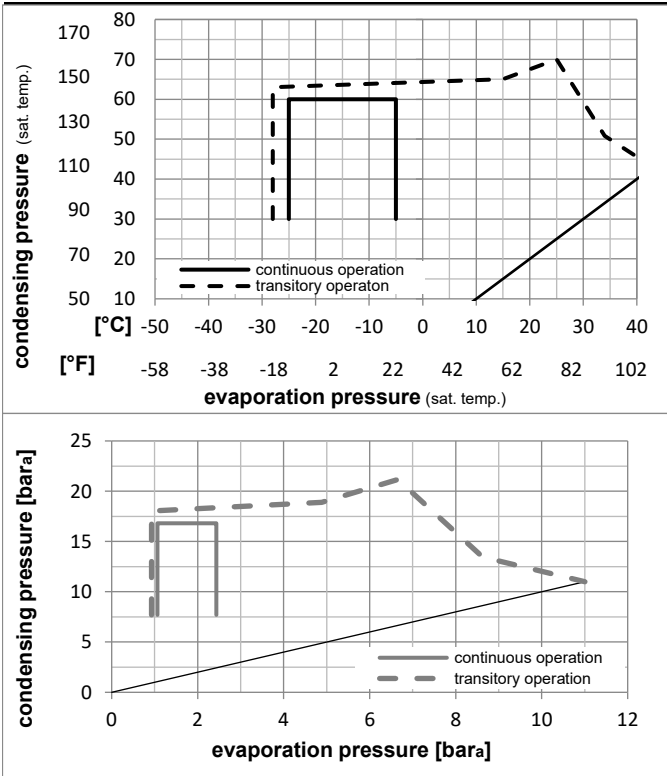 condensing pressure (sat. temp.)
170 80
150 70
60
130 50
110 40
90 30
70 20
50 10
continuous operation
transitory operaton
[°C] -50 -40 -30 -20 -10 0 10 20 30 40
[°F] -58 -38 -18 2 22 42 62 82 102
evaporation pressure (sat. temp.)
condensing pressure [bara]
25
20
15
10
5
0
continuous operation
transitory operation
0 2 4 6 8 10 12
evaporation pressure [bara]